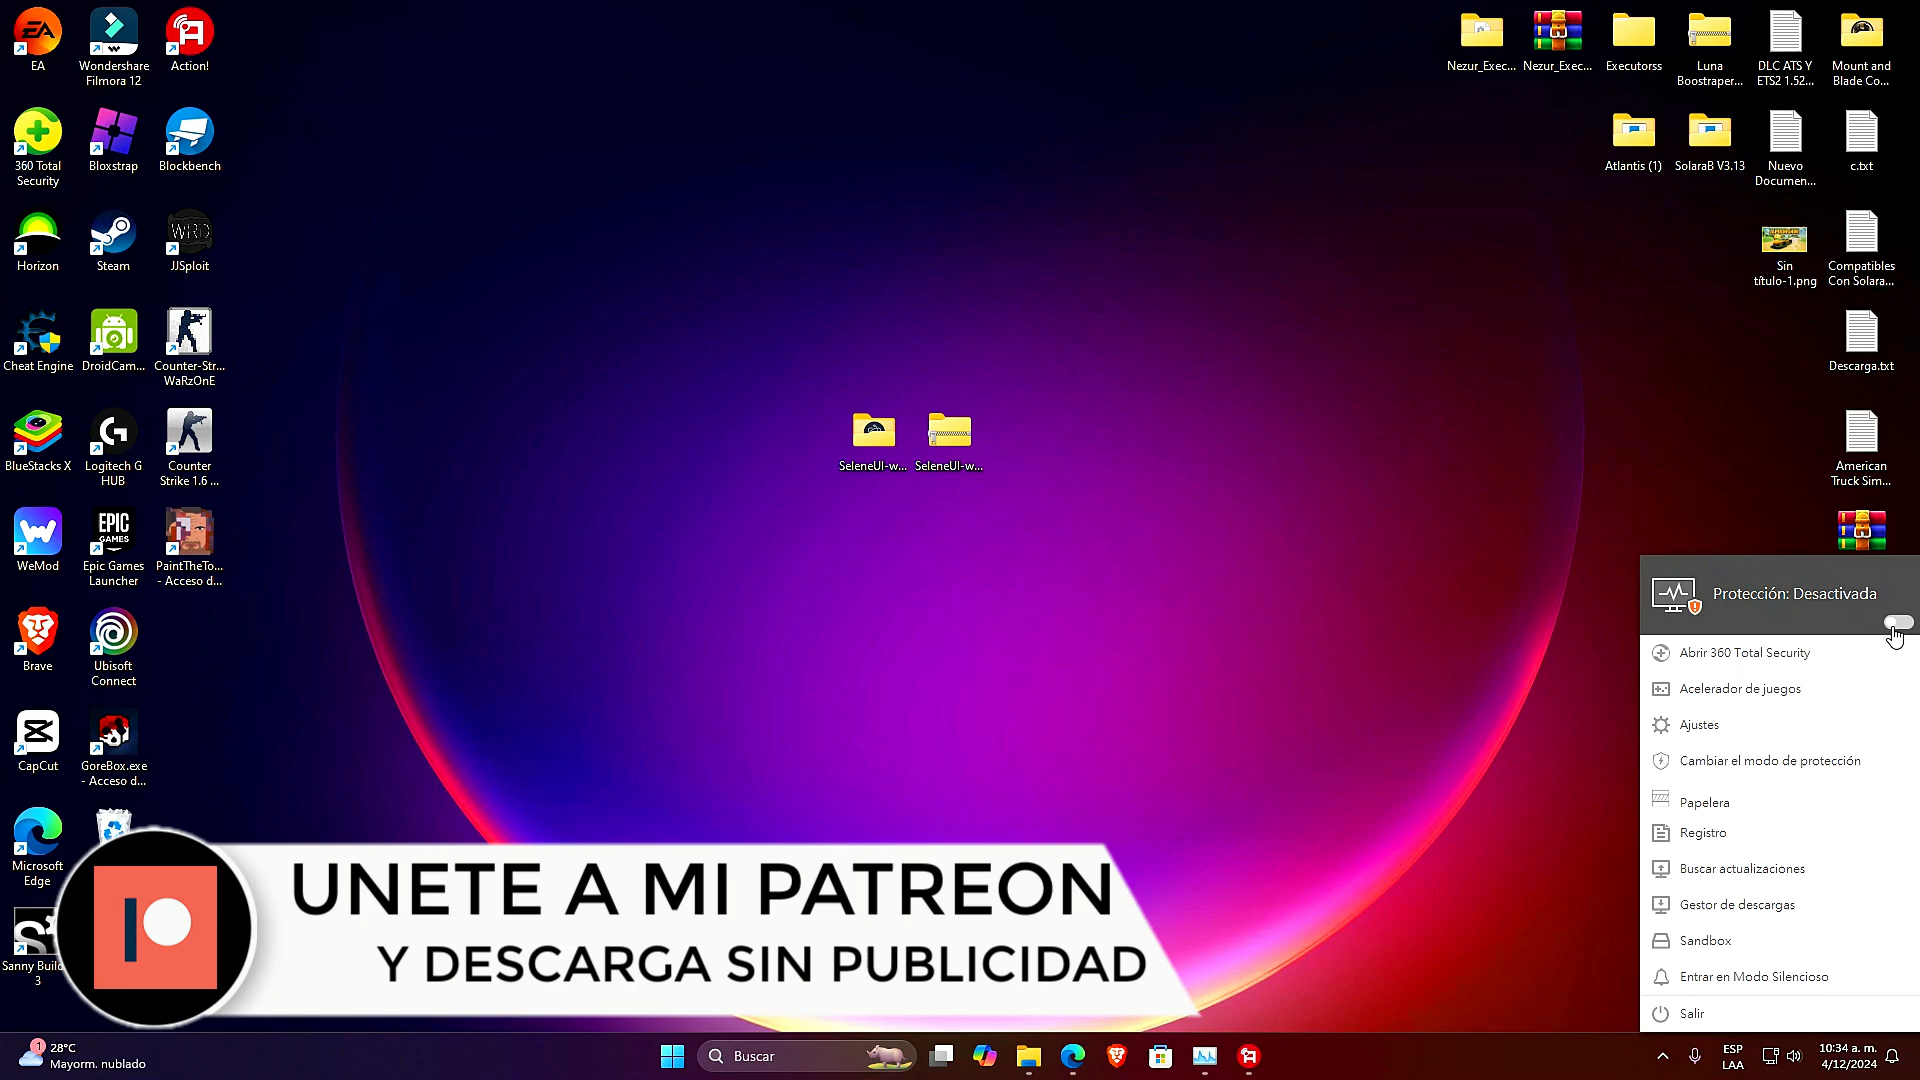 EA
Wondershare
Filmora 12
Action!
360 Total
Security
Bloxstrap
Blockbench
Horizon
Steam
WRD
JJSploit
Cheat Engine
DroidCam...
Counter-Str...
WaRzOnE
BlueStacks X
Logitech G
HUB
Counter
Strike 1.6 ...
WeMod
EPIC
GAMES
Epic Games
Launcher
PaintTheTo...
- Acceso d...
Brave
Ubisoft
Connect
CapCut
GoreBox.exe
- Acceso d...
Microsoft
Edge
Sanny Build
3
Nezur_Exec...
Nezur_Exec...
Executorss
Luna
Boostraper...
DLC ATS Y
ETS2 1.52...
Mount and
Blade Co...
Atlantis (1)
SolaraB V3.13
Nuevo
Documen...
c.txt
Sin
título-1.png
Compatibles
Con Solara...
Descarga.txt
American
Truck Sim...
SeleneUI-w...
SeleneUI-w...
Protección: Desactivada
Abrir 360 Total Security
Acelerador de juegos
Ajustes
Cambiar el modo de protección
Papelera
Registro
Buscar actualizaciones
Gestor de descargas
Sandbox
Entrar en Modo Silencioso
Salir
UNETE A MI PATREON
Y DESCARGA SIN PUBLICIDAD
1
28°C
Mayorm. nublado
Buscar
ESP
LAA
10:34 a. m.
4/12/2024